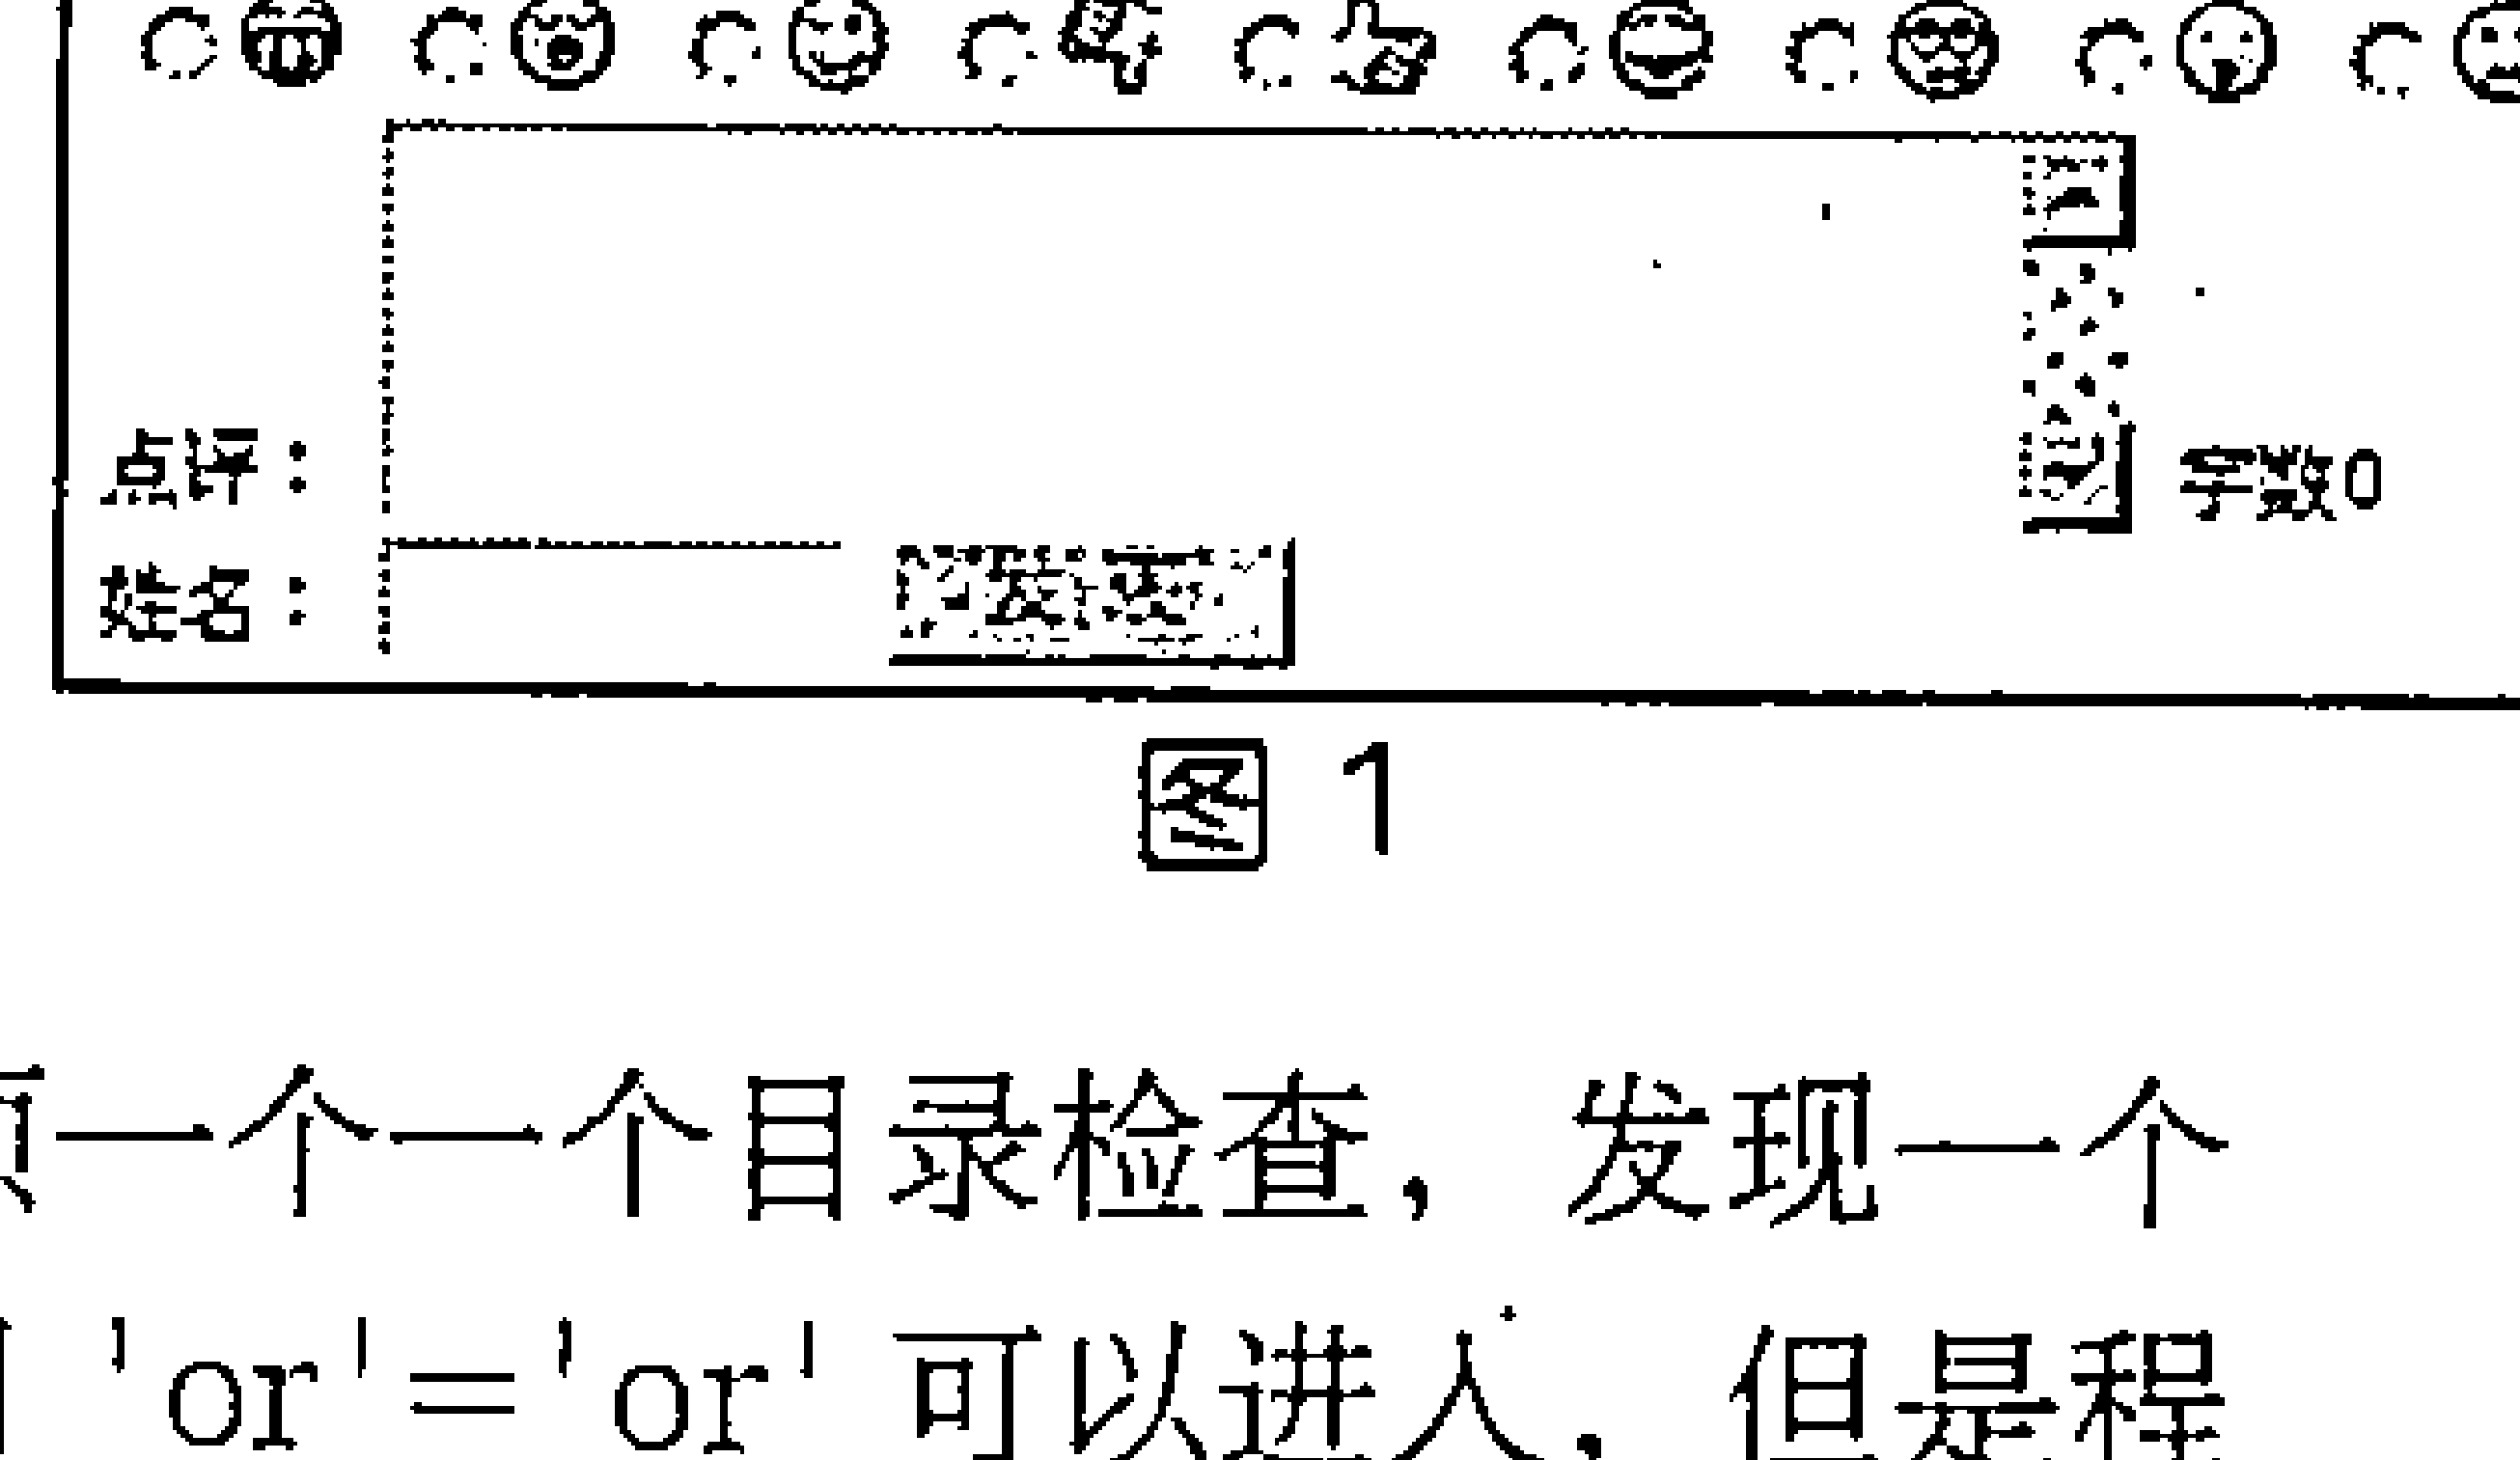 点评：
字数0
姓名：
发表
图 1
一个一个目录检查，发现一个
'or'='or' 可以进入，但是程